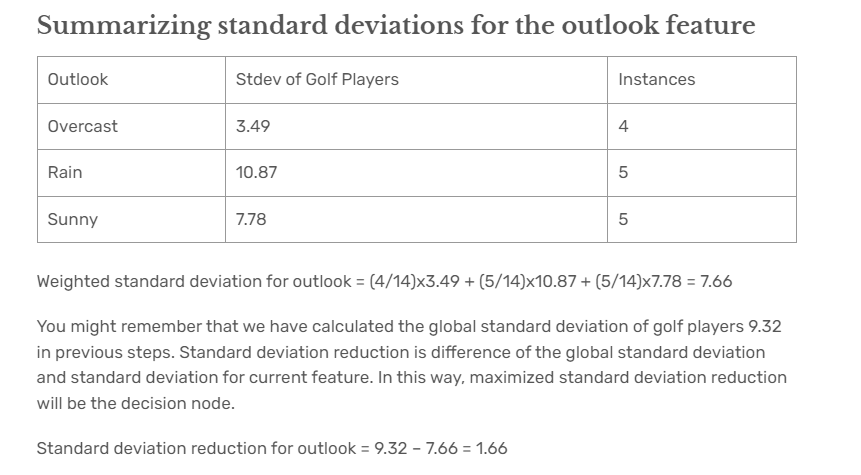 Summarizing standard deviations for the outlook feature
Outlook Stdev of Golf Players Instances
Overcast 3.49 4
Rain 10.87 5
Sunny 7.78 5
Weighted standard deviation for outlook = (4/14)x3.49 + (5/14)x10.87 + (5/14)x7.78 = 7.66
You might remember that we have calculated the global standard deviation of golf players 9.32
in previous steps. Standard deviation reduction is difference of the global standard deviation
and standard deviation for current feature. In this way, maximized standard deviation reduction
will be the decision node.
Standard deviation reduction for outlook = 9.32 – 7.66 = 1.66